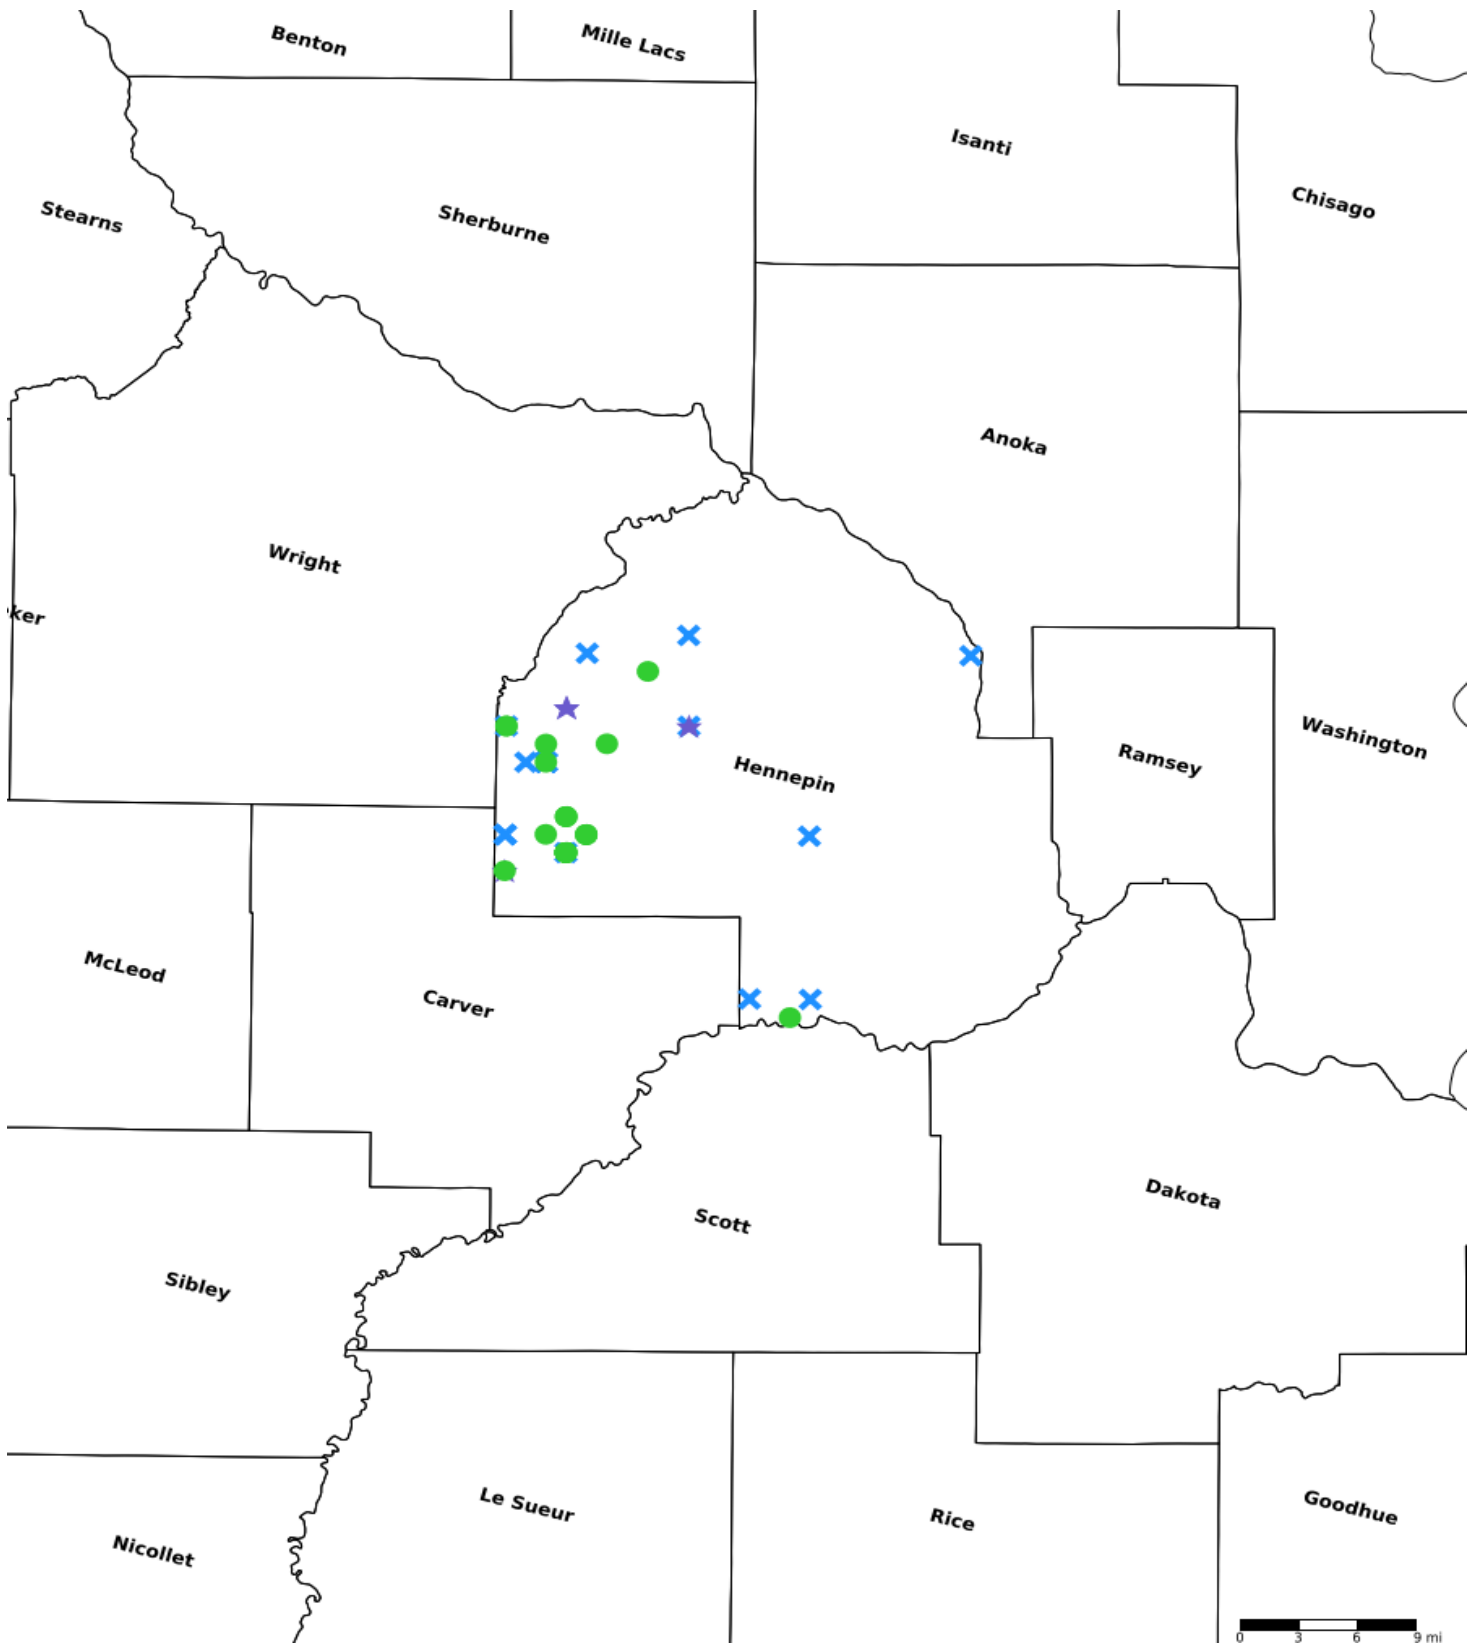 Benton
Mille Lacs
Isanti
Chisago
Stearns
Sherburne
Anoka
Wright
ker
Washington
Ramsey
Hennepin
McLeod
Carver
Dakota
Scott
Sibley
Le Sueur
Rice
Goodhue
Nicollet
0 3 6 9 mi